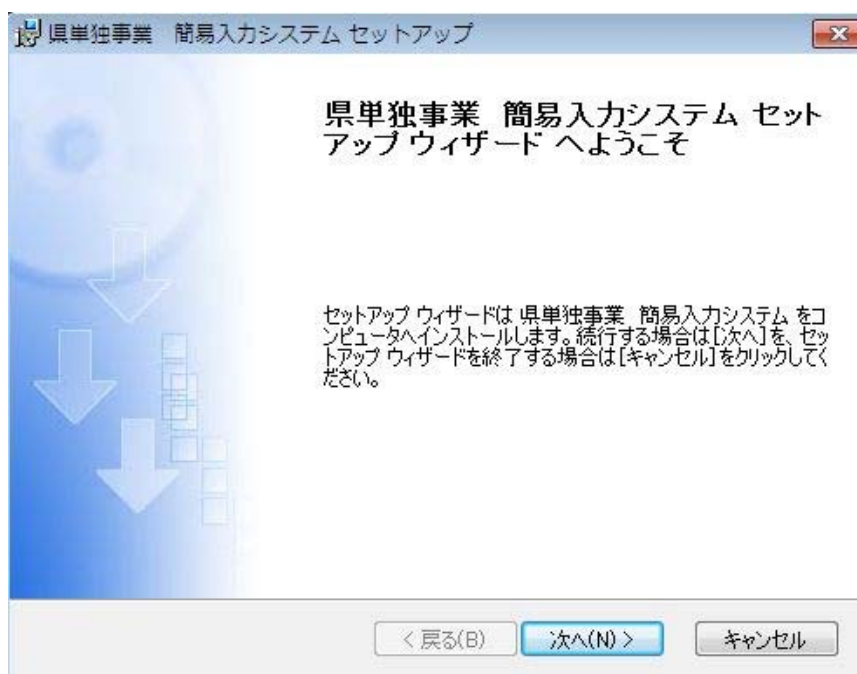 県単独事業　簡易入力システム セットアップ
県単独事業　簡易入力システム セット
アップ ウィザード へようこそ
セットアップ ウィザードは 県単独事業　簡易入力システム をコ
ンピュータへインストールします。続行する場合は[次へ]を、セッ
トアップ ウィザードを終了する場合は[キャンセル]をクリックしてく
ださい。
< 戻る(B)
次へ(N) >
キャンセル